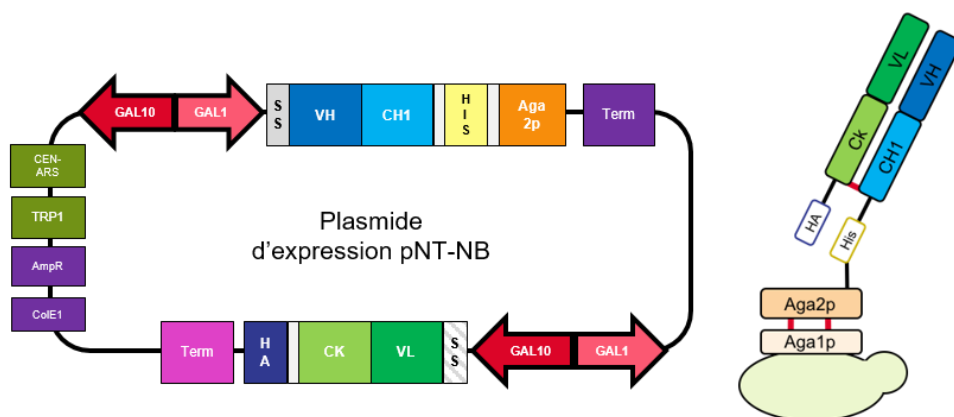 GAL10
GAL1
S
S
VH
CH1
H
I
S
Aga
2p
Term
CEN-
ARS
TRP1
AmpR
ColE1
Plasmide
d'expression pNT-NB
Term
H
A
CK
VL
S
S
GAL10
GAL1
VL
VH
Ck
CH1
HA
His
Aga2p
Aga1p